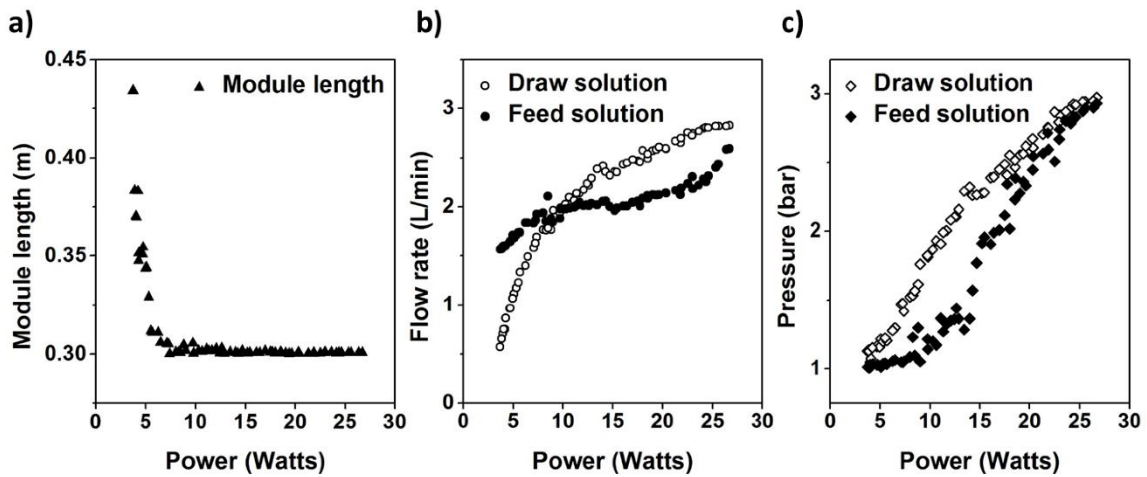 a)
0.45
0.40
0.35
0.30
0.25
Module length (m)
Module length
0
5
10
15
20
25
30
Power (Watts)
b)
3
2
1
0
Flow rate (L/min)
Draw solution
Feed solution
0
5
10
15
20
25
30
Power (Watts)
c)
3
2
1
Pressure (bar)
Draw solution
Feed solution
0
5
10
15
20
25
30
Power (Watts)